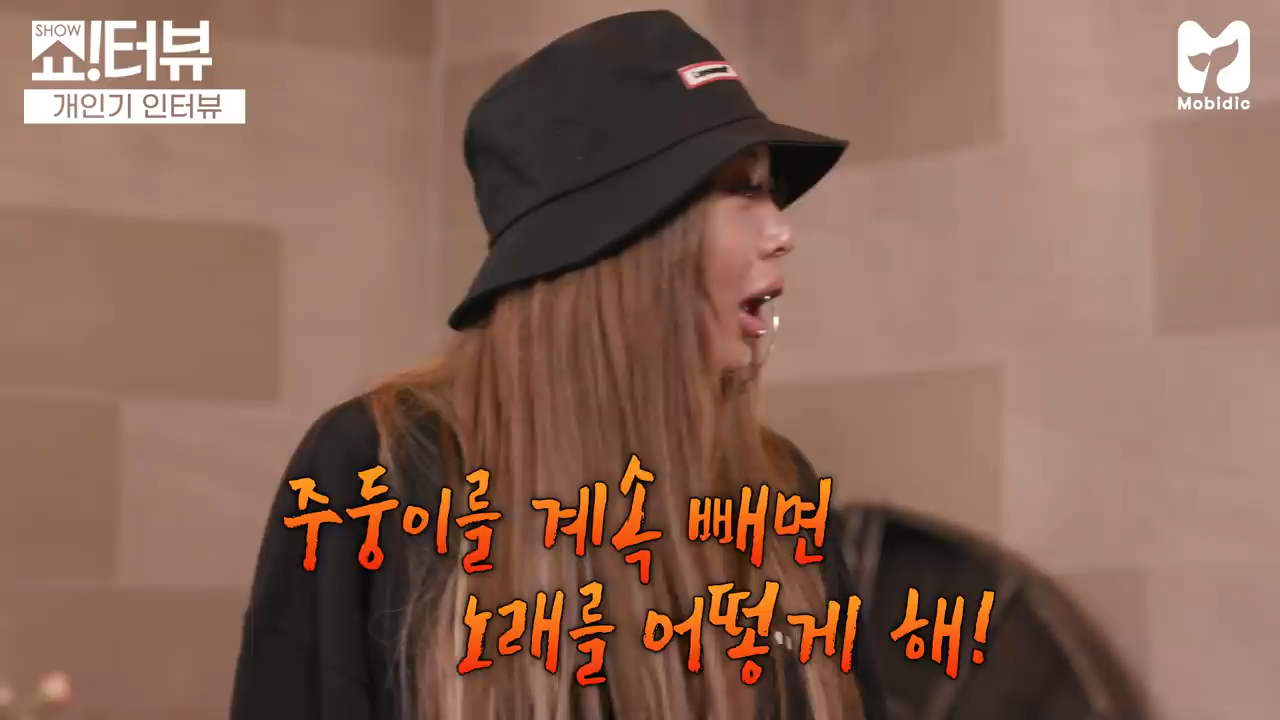 SHOW
쇼!터뷰
개인기 인터뷰
Mobidic
주둥이를 계속 빼면
노래를 어떻게 해!